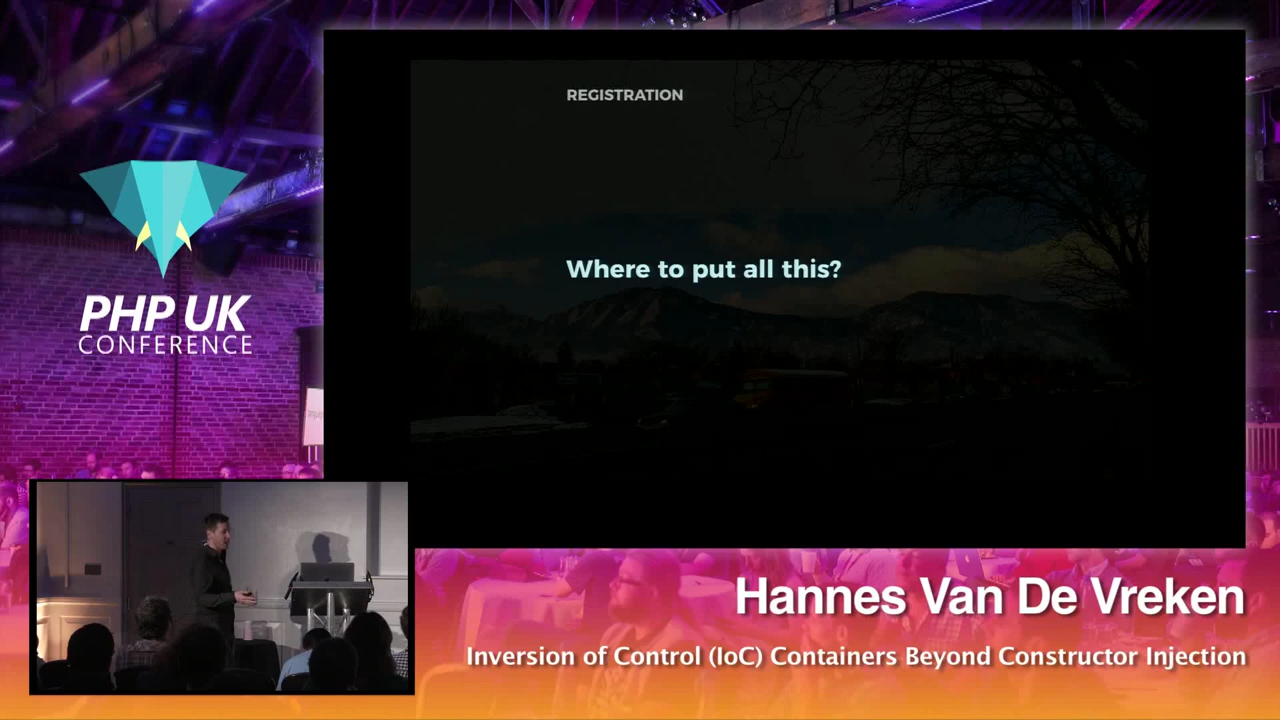 REGISTRATION
Where to put all this?
PHP UK
CONFERENCE
Hannes Van De Vreken
Inversion of Control (IoC) Containers Beyond Constructor Injection